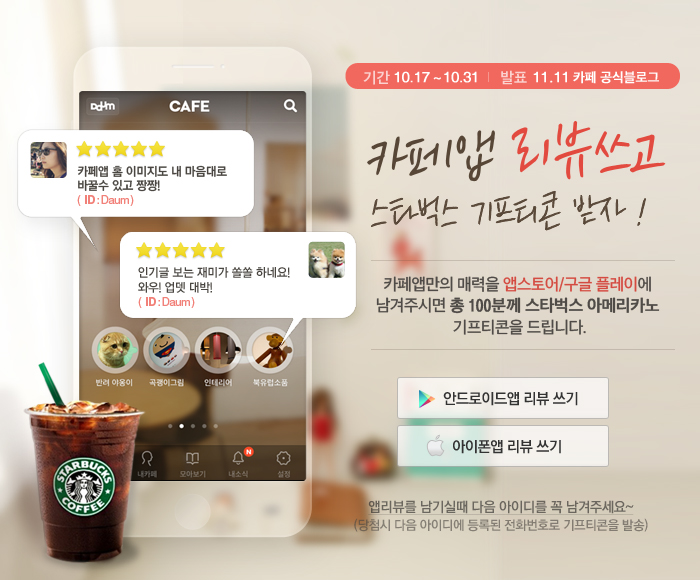 기간 10.17 ~ 10.31 | 발표 11.11 카페 공식블로그
Daum CAFE
카페앱 홈 이미지도 내 마음대로
바꿀수 있고 짱짱!
( ID : Daum )
인기글 보는 재미가 쏠쏠 하네요!
와우! 업뎃 대박!
( ID : Daum )
반려 야옹이 곡괭이그림 인테리어 북유럽소품
N
내카페 모아보기 내소식 설정
STARBUCKS
COFFEE
카페앱 리뷰쓰고
스타벅스 기프티콘 받자 !
카페앱만의 매력을 앱스토어/구글 플레이에
남겨주시면 총 100분께 스타벅스 아메리카노
기프티콘을 드립니다.
안드로이드앱 리뷰 쓰기
아이폰앱 리뷰 쓰기
앱리뷰를 남기실때 다음 아이디를 꼭 남겨주세요~
(당첨시 다음 아이디에 등록된 전화번호로 기프티콘을 발송)